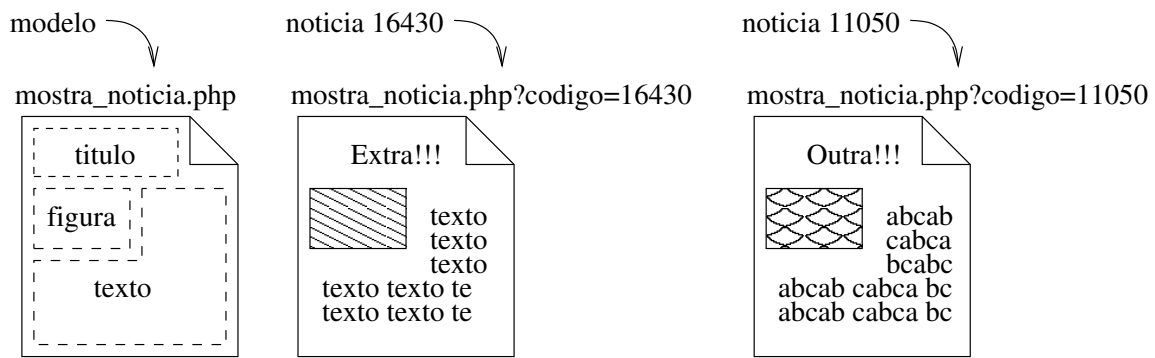 modelo
mostra_noticia.php
titulo
figura
texto
noticia 16430
mostra_noticia.php?codigo=16430
Extra!!!
texto
texto
texto
texto texto te
texto texto te
noticia 11050
mostra_noticia.php?codigo=11050
Outra!!!
abcab
cabca
bcabc
abcab cabca bc
abcab cabca bc